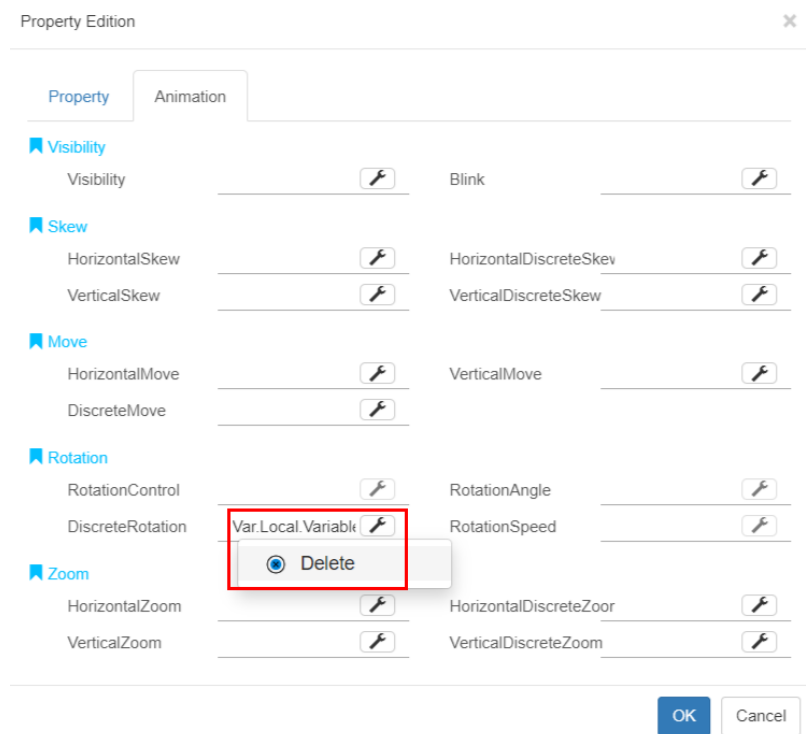 Property Edition ×
Property Animation
Visibility
Visibility Blink
Skew
HorizontalSkew HorizontalDiscreteSkew
VerticalSkew VerticalDiscreteSkew
Move
HorizontalMove VerticalMove
DiscreteMove
Rotation
RotationControl RotationAngle
DiscreteRotation Var.Local.Variable RotationSpeed
Delete
Zoom
HorizontalZoom HorizontalDiscreteZoor
VerticalZoom VerticalDiscreteZoom
OK Cancel